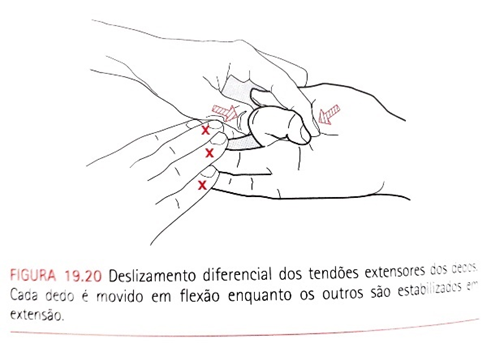 FIGURA 19.20 Deslizamento diferencial dos tendões extensores dos dedos.
Cada dedo é movido em flexão enquanto os outros são estabilizados em
extensão.
x
x
x